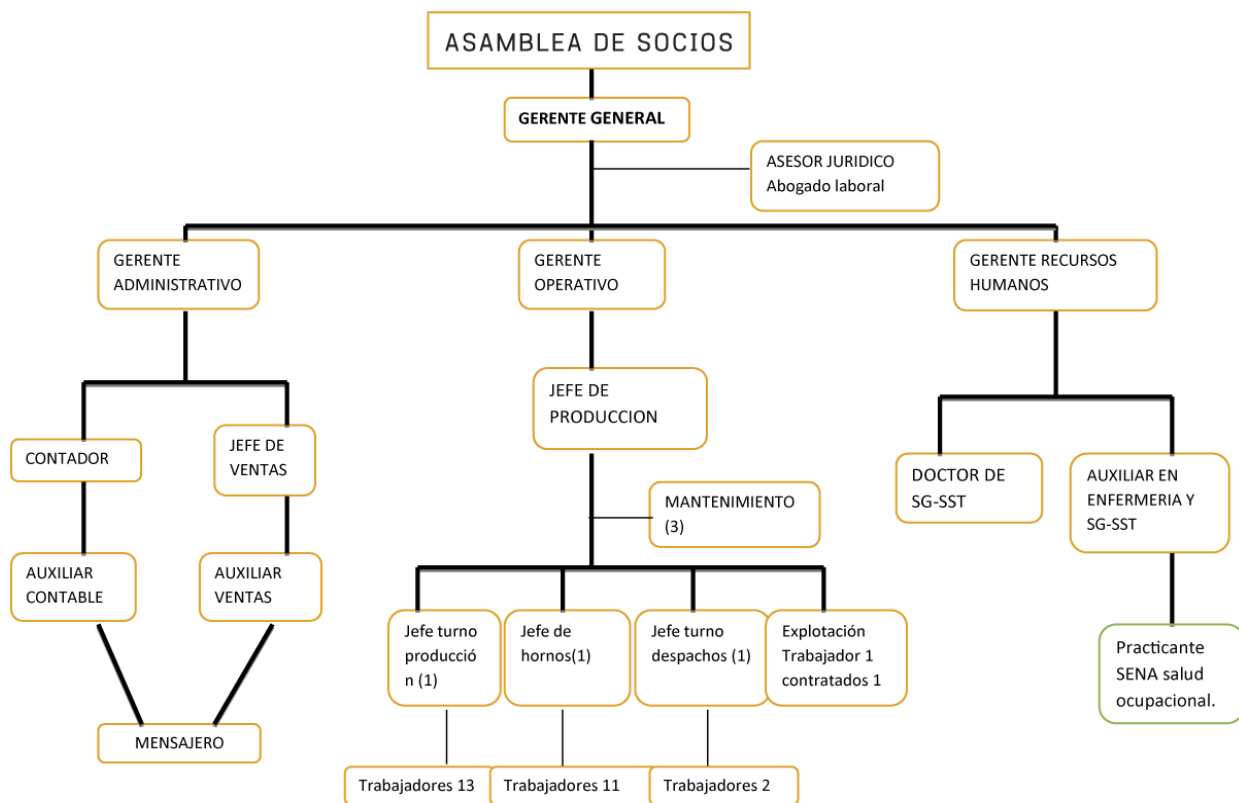 ASAMBLEA DE SOCIOS
GERENTE GENERAL
ASESOR JURIDICO
Abogado laboral
GERENTE
ADMINISTRATIVO
GERENTE
OPERATIVO
GERENTE RECURSOS
HUMANOS
JEFE DE
PRODUCCION
CONTADOR
JEFE DE
VENTAS
DOCTOR DE
SG-SST
AUXILIAR EN
ENFERMERIA Y
SG-SST
MANTENIMIENTO
(3)
AUXILIAR
CONTABLE
AUXILIAR
VENTAS
Jefe turno
producció
n (1)
Jefe de
hornos(1)
Jefe turno
despachos (1)
Explotación
Trabajador 1
contratados 1
Practicante
SENA salud
ocupacional.
MENSAJERO
Trabajadores 13
Trabajadores 11
Trabajadores 2